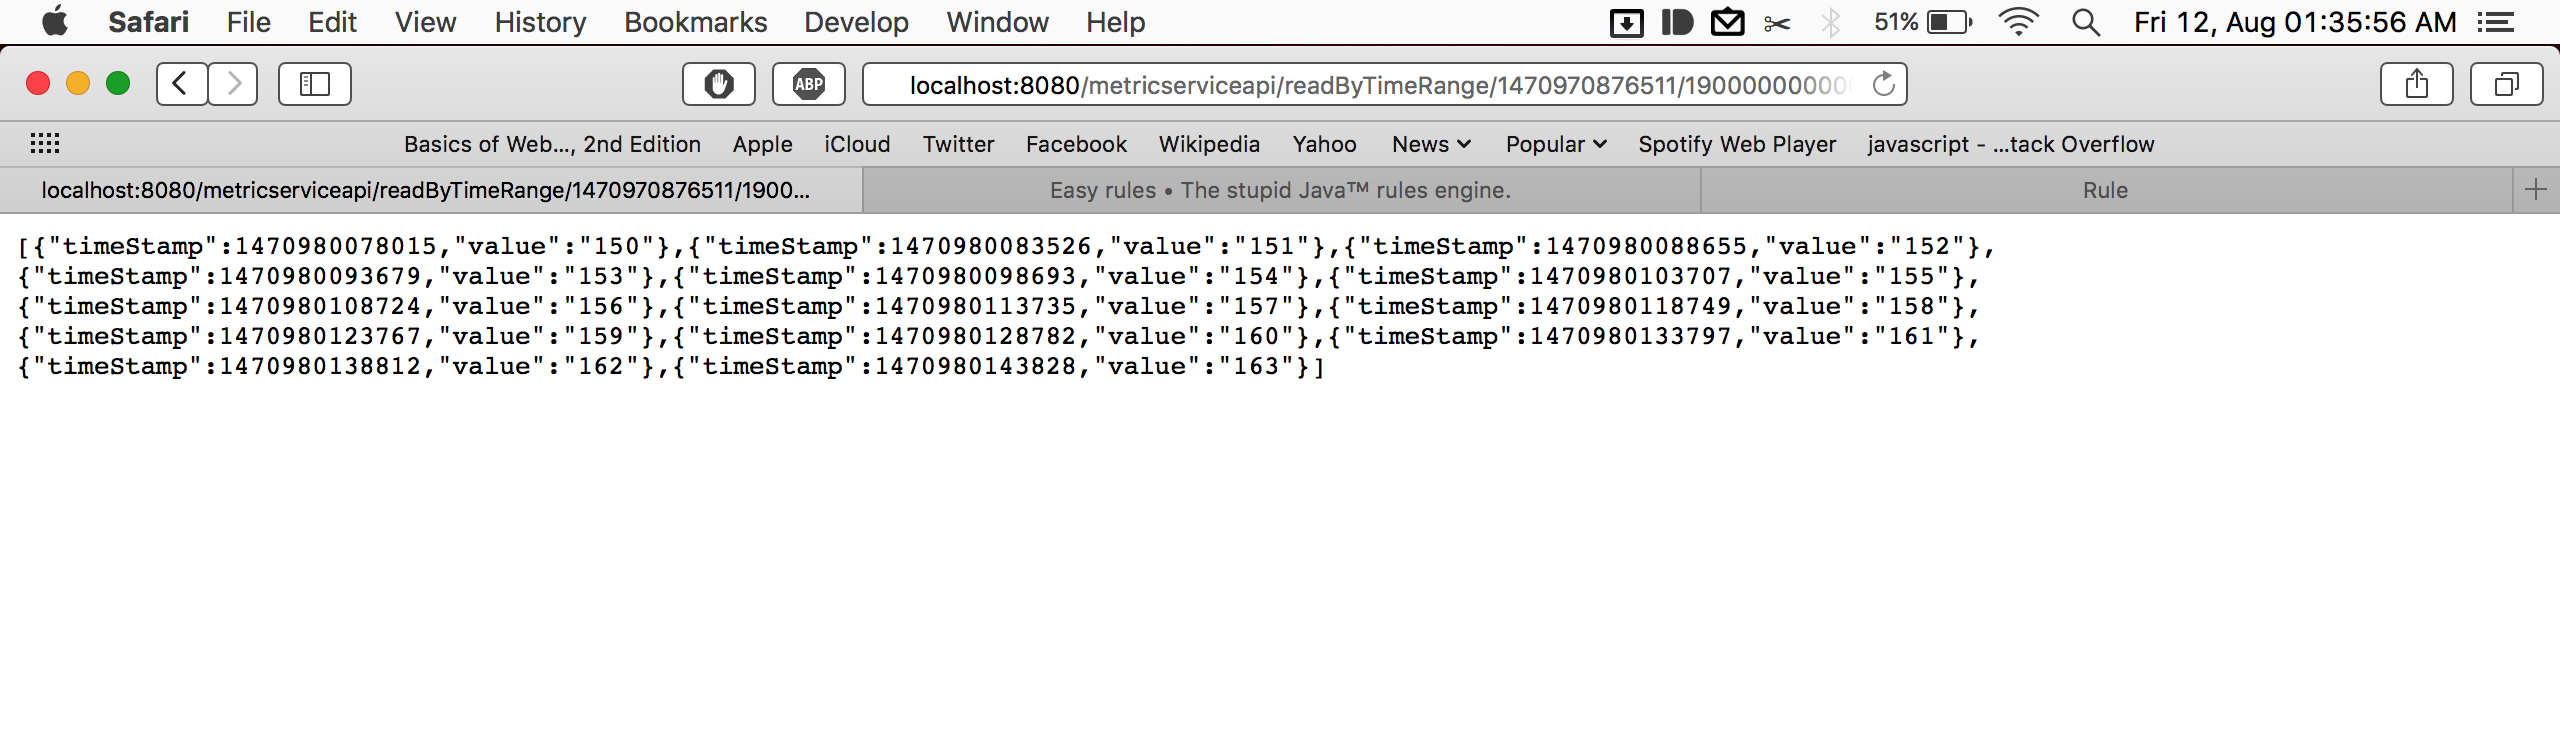 Safari File Edit View History Bookmarks Develop Window Help 51% Fri 12, Aug 01:35:56 AM
ABP localhost:8080/metricserviceapi/readByTimeRange/1470970876511/1900000000000
Basics of Web..., 2nd Edition Apple iCloud Twitter Facebook Wikipedia Yahoo News Popular Spotify Web Player javascript - ...tack Overflow
localhost:8080/metricserviceapi/readByTimeRange/1470970876511/1900... Easy rules • The stupid Java™ rules engine. Rule
[{"timeStamp":1470980078015,"value":"150"},{"timeStamp":1470980083526,"value":"151"},{"timeStamp":1470980088655,"value":"152"},
{"timeStamp":1470980093679,"value":"153"},{"timeStamp":1470980098693,"value":"154"},{"timeStamp":1470980103707,"value":"155"},
{"timeStamp":1470980108724,"value":"156"},{"timeStamp":1470980113735,"value":"157"},{"timeStamp":1470980118749,"value":"158"},
{"timeStamp":1470980123767,"value":"159"},{"timeStamp":1470980128782,"value":"160"},{"timeStamp":1470980133797,"value":"161"},
{"timeStamp":1470980138812,"value":"162"},{"timeStamp":1470980143828,"value":"163"}]